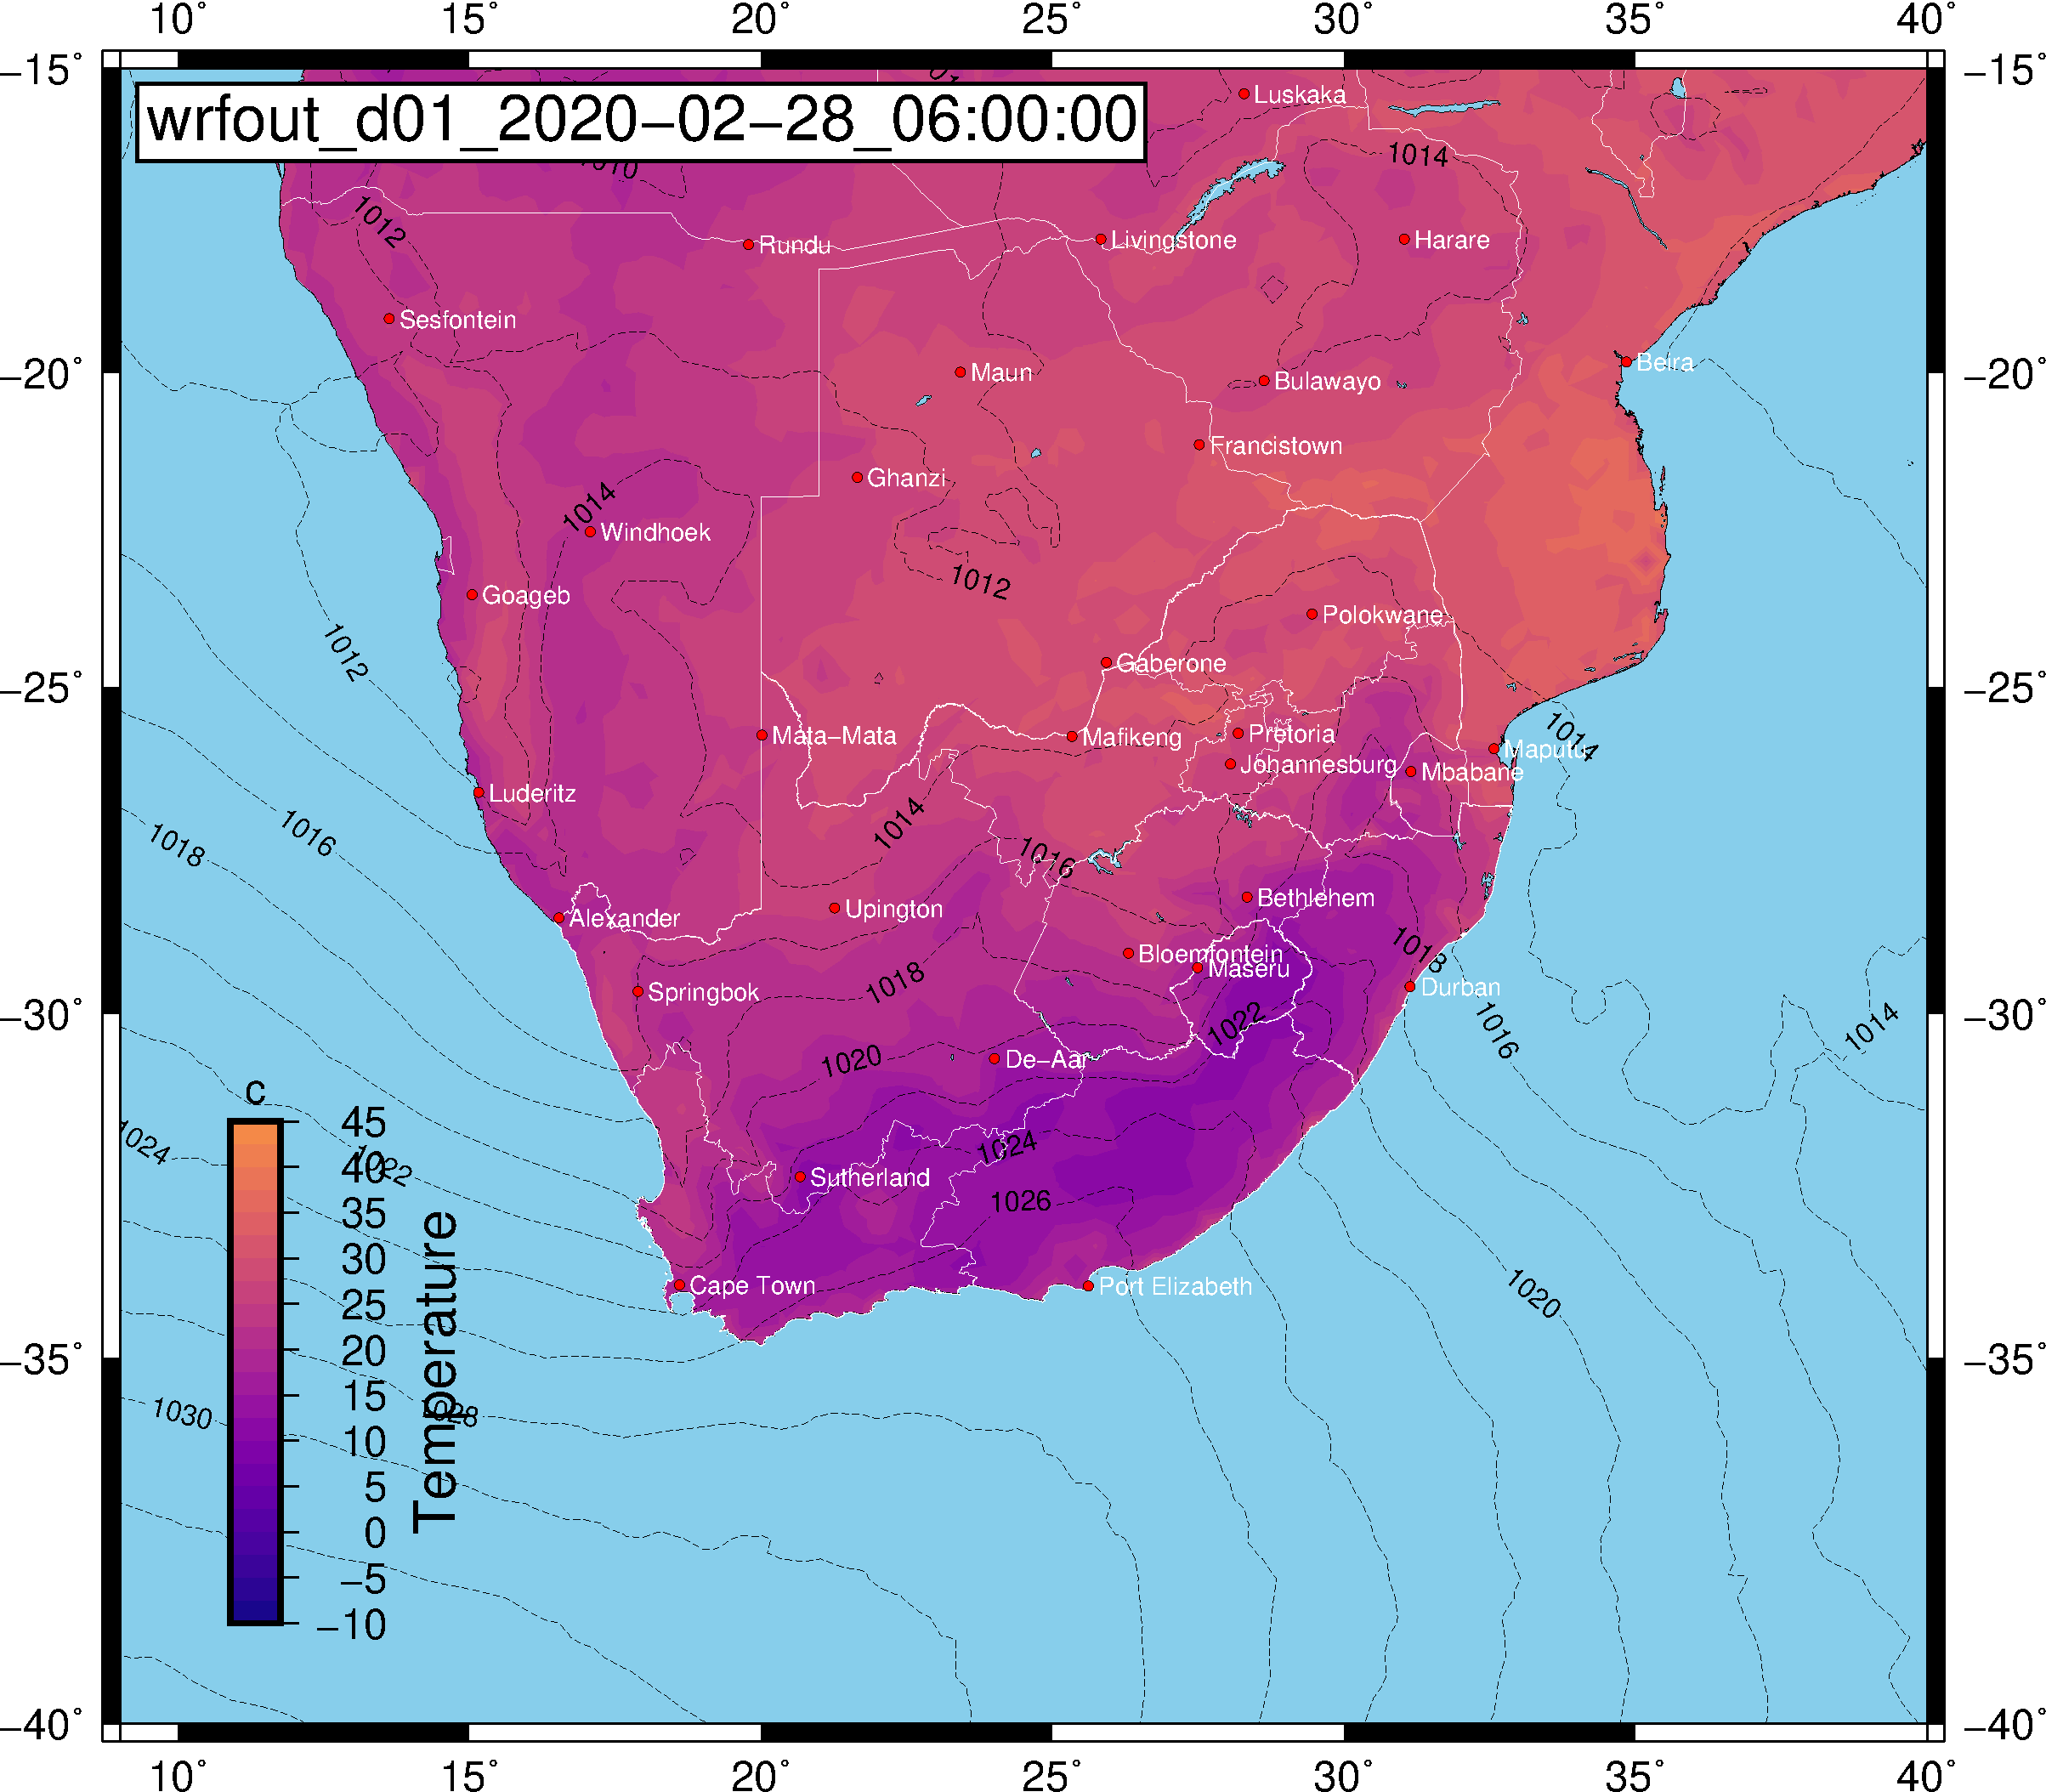 10° 15° 20° 25° 30° 35° 40°
−15° −15°
wrfout_d01_2020−02−28_06:00:00
Luskaka
1014
1010
1012
Rundu
Livingstone
Harare
Sesfontein
Beira
−20° −20°
Maun
Bulawayo
Francistown
Ghanzi
1014
Windhoek
1012
Goageb
Polokwane
1012
Gaberone
−25° −25°
1014
Mata−Mata
Mafikeng
Pretoria
Maputu
Johannesburg
Mbabane
Luderitz
1014
1016
1018
1016
Bethlehem
Upington
Alexander
1018
Bloemfontein
Maseru
1018
Springbok
Durban
−30° −30°
1022
1016
1014
1020
De−Aar
c
45
40
35
30
25
20
15
10
5
0
−5
−10
Temperature
1024
1022
1024
Sutherland
1026
Cape Town
Port Elizabeth
1020
−35° −35°
1030
1028
−40° −40°
10° 15° 20° 25° 30° 35° 40°